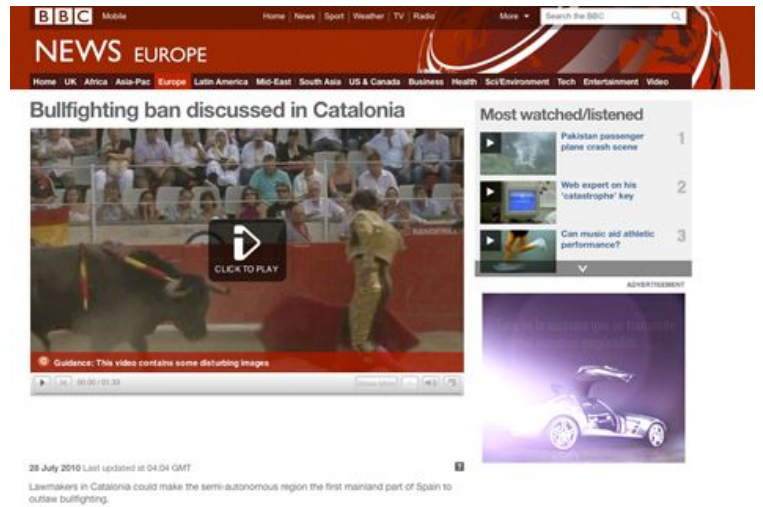 BBC Mobile Home News Sport Weather TV Radio More Search the BBC
NEWS EUROPE
Home UK Africa Asia-Pac Europe Latin America Mid-East South Asia US & Canada Business Health Sci/Environment Tech Entertainment Video
Bullfighting ban discussed in Catalonia
CLICK TO PLAY
Guidance: This video contains some disturbing images
00:00 / 01:39
28 July 2010 Last updated at 04:04 GMT
?
Lawmakers in Catalonia could make the semi-autonomous region the first mainland part of Spain to
outlaw bullfighting.
Most watched/listened
Pakistan passenger
plane crash scene
1
Web expert on his
'catastrophe' key
2
Can music aid athletic
performance?
3
ADVERTISEMENT